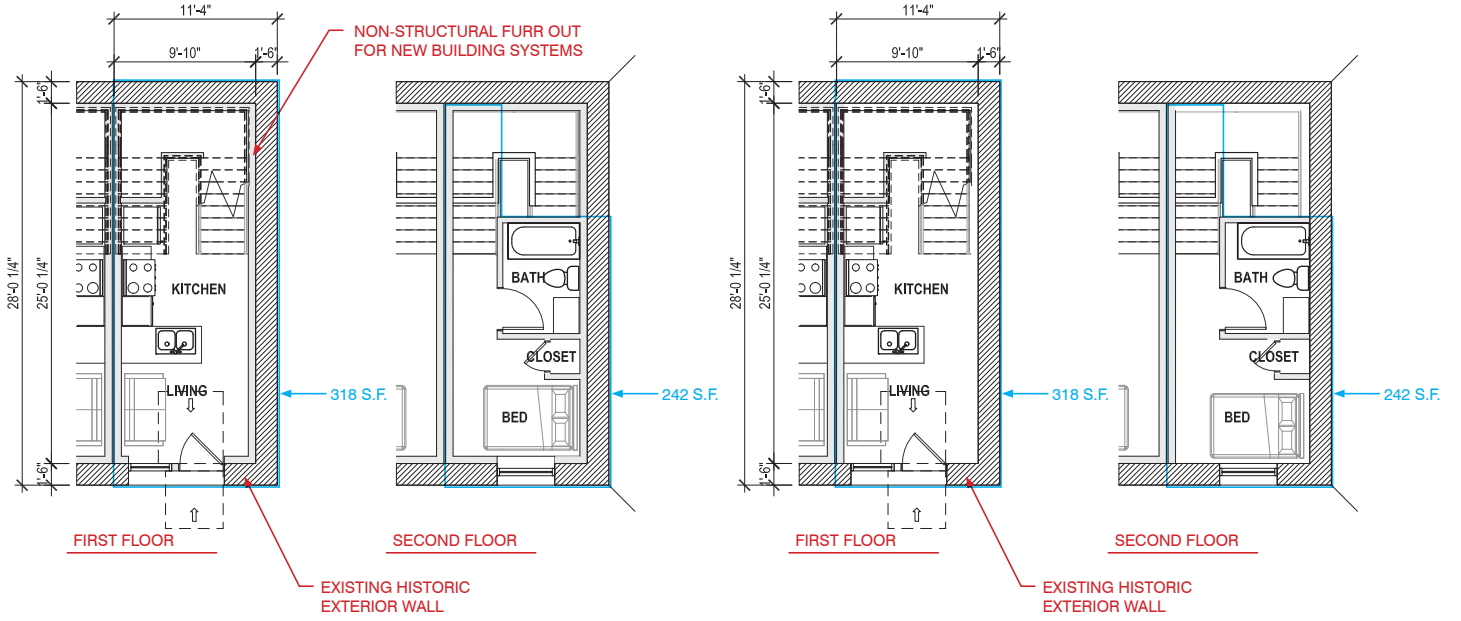 11'-4"
9'-10"
1'-6"
NON-STRUCTURAL FURR OUT
FOR NEW BUILDING SYSTEMS
1'-6"
28'-0 1/4"
25'-0 1/4"
1'-6"
KITCHEN
LIVING
318 S.F.
BATH
CLOSET
BED
242 S.F.
FIRST FLOOR
SECOND FLOOR
EXISTING HISTORIC
EXTERIOR WALL
11'-4"
9'-10"
1'-6"
1'-6"
28'-0 1/4"
25'-0 1/4"
1'-6"
KITCHEN
LIVING
318 S.F.
BATH
CLOSET
BED
242 S.F.
FIRST FLOOR
SECOND FLOOR
EXISTING HISTORIC
EXTERIOR WALL